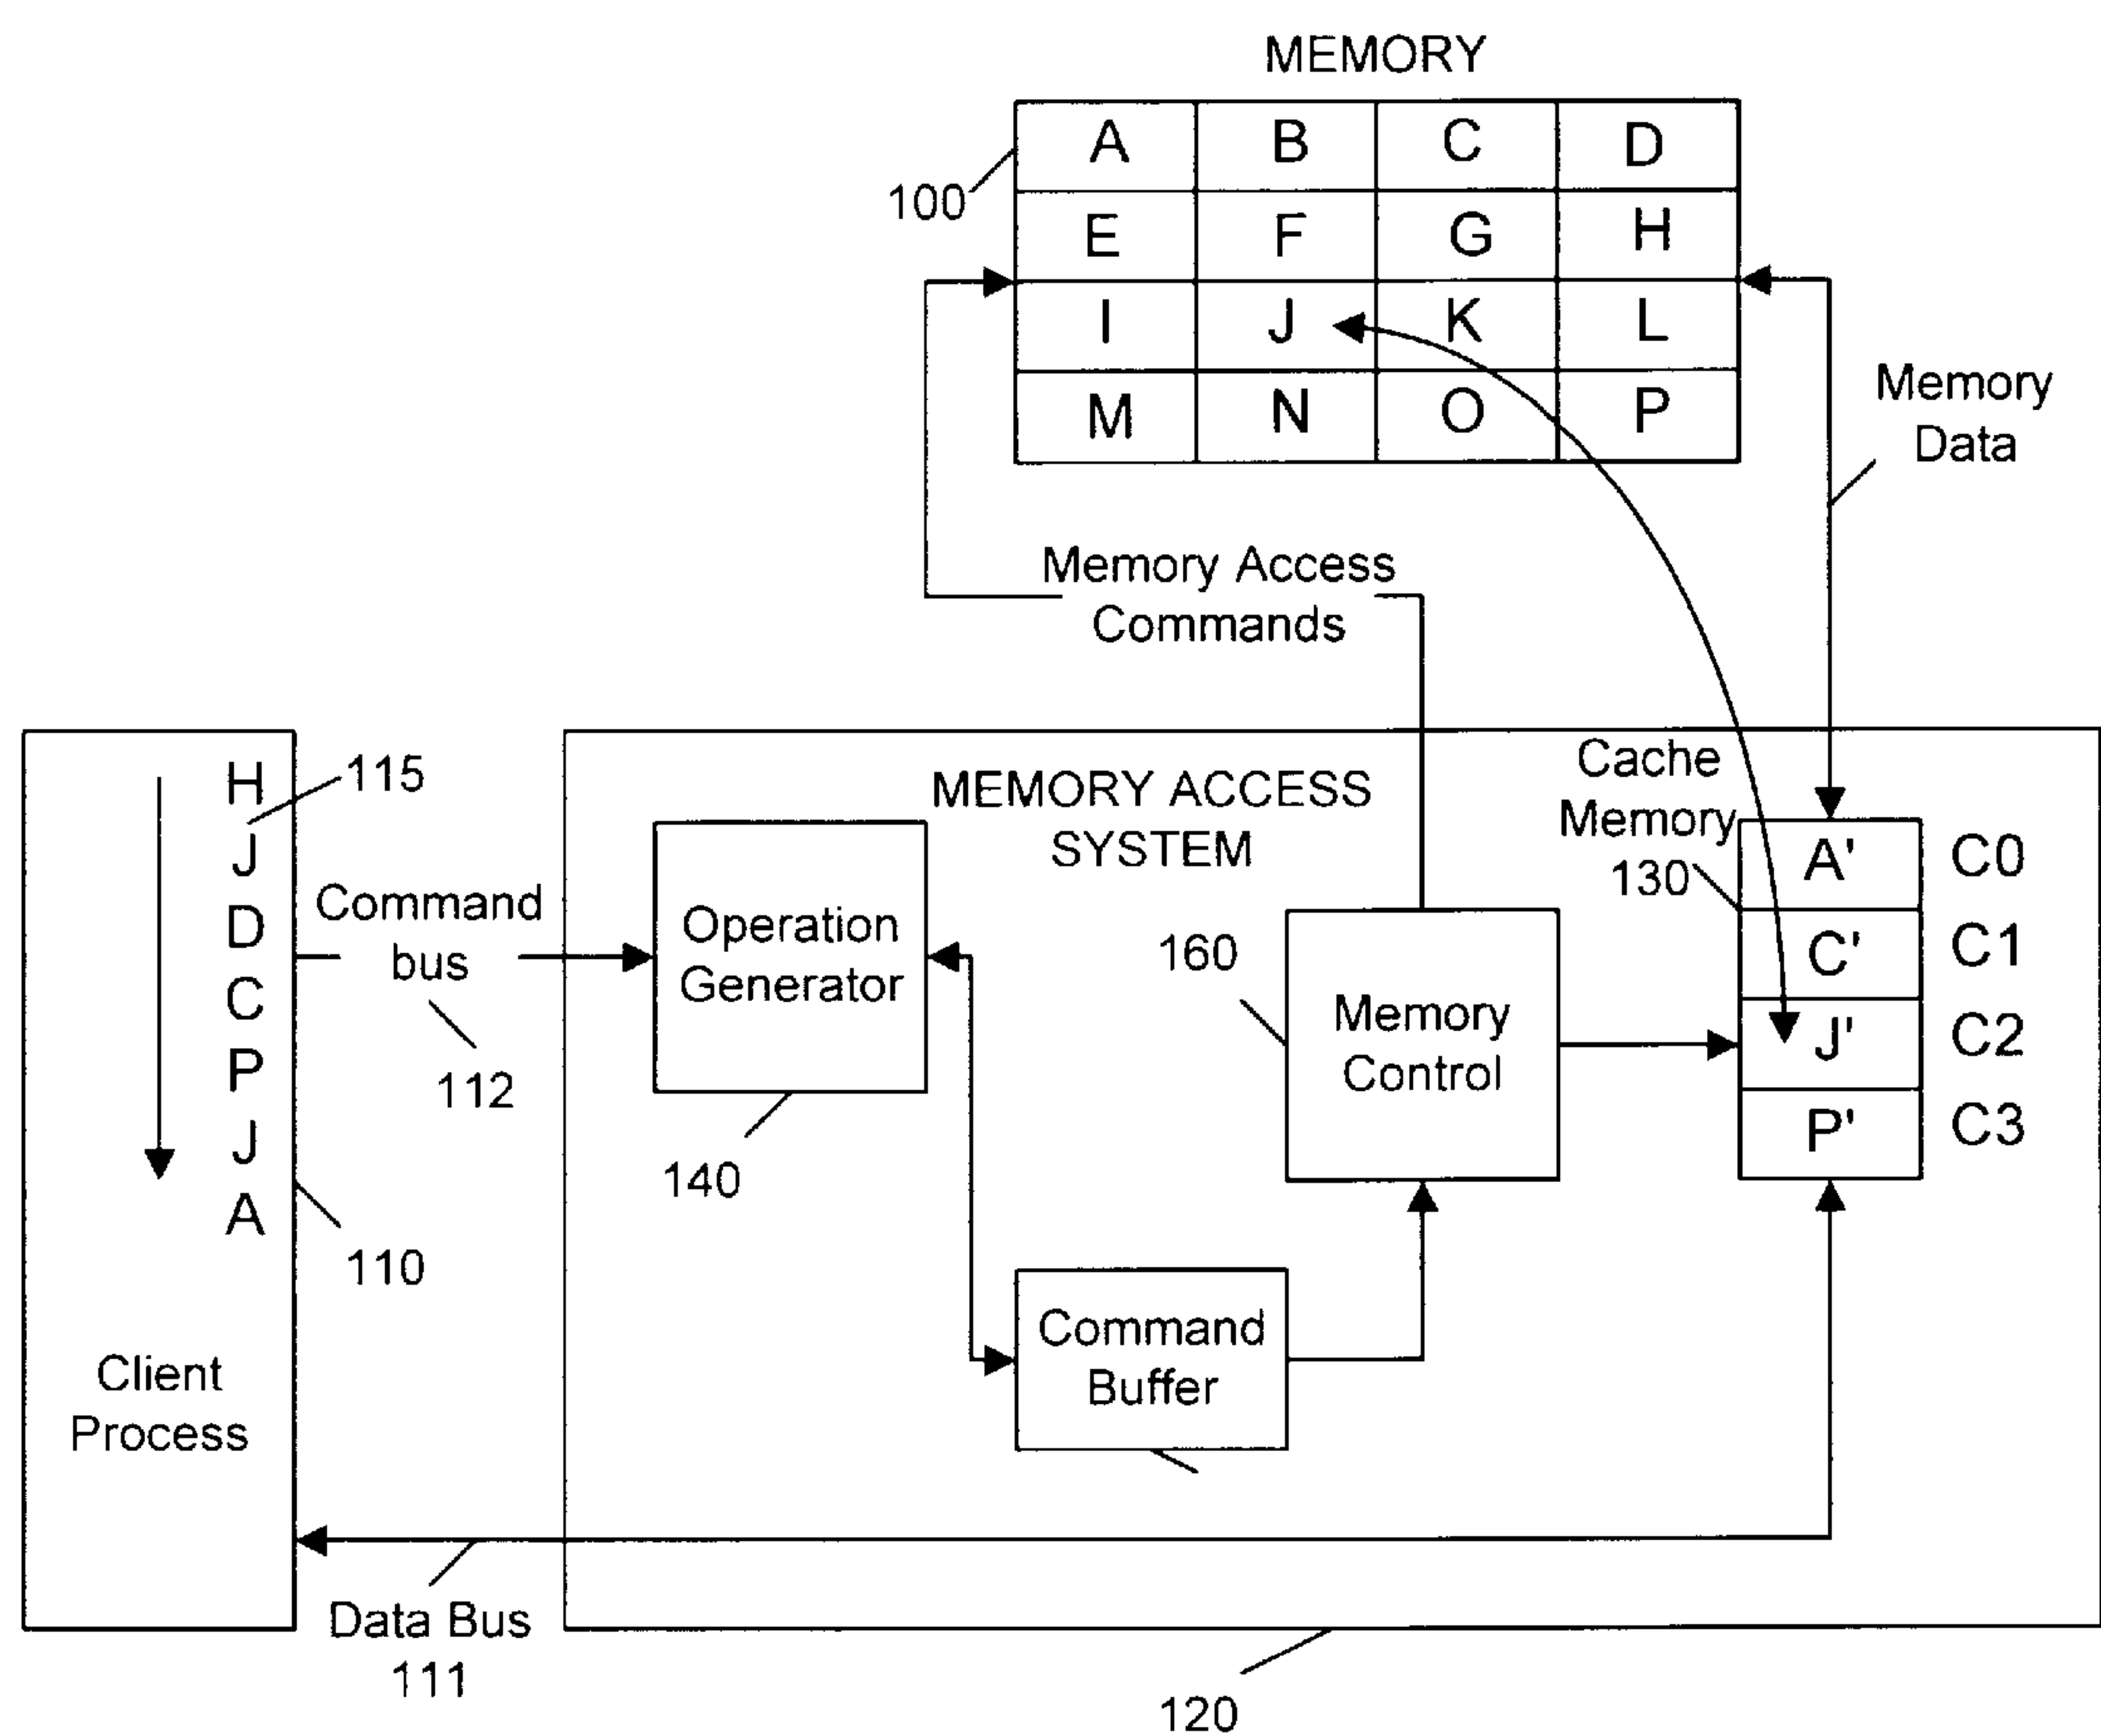 MEMORY
A B C D
100
E F G H
I J K L
M N O P
Memory
Data
Memory Access
Commands
H
115
J
D
C
P
J
A
110
Client
Process
Command
bus
112
MEMORY ACCESS
SYSTEM
Operation
Generator
140
160
Memory
Control
Command
Buffer
Cache
Memory
130
A' C0
C' C1
J' C2
P' C3
Data Bus
111
120